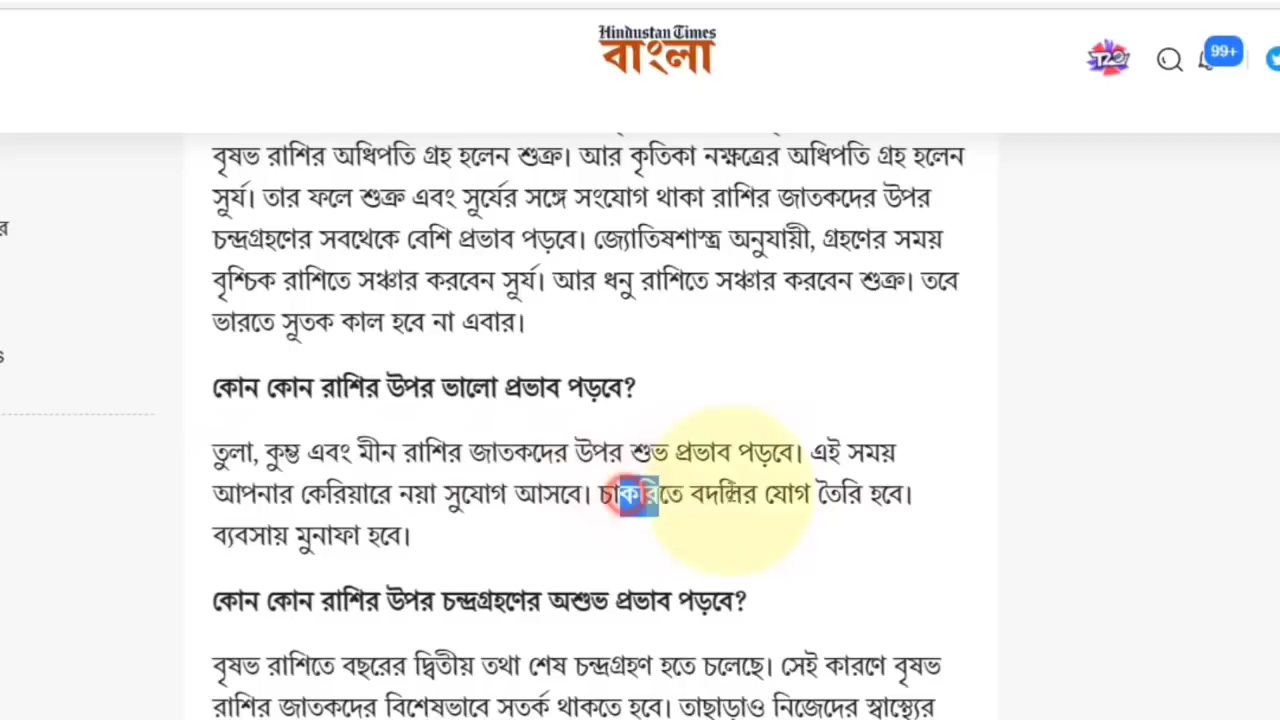 Hindustan Times
বাংলা
T20
99+
বৃষভ রাশির অধিপতি গ্রহ হলেন শুক্র। আর কৃতিকা নক্ষত্রের অধিপতি গ্রহ হলেন
সূর্য। তার ফলে শুক্র এবং সূর্যের সঙ্গে সংযোগ থাকা রাশির জাতকদের উপর
চন্দ্রগ্রহণের সবথেকে বেশি প্রভাব পড়বে। জ্যোতিষশাস্ত্র অনুযায়ী, গ্রহণের সময়
র
বৃশ্চিক রাশিতে সঞ্চার করবেন সূর্য। আর ধনু রাশিতে সঞ্চার করবেন শুক্র। তবে
ভারতে সূতক কাল হবে না এবার।
s
কোন কোন রাশির উপর ভালো প্রভাব পড়বে?
তুলা, কুম্ভ এবং মীন রাশির জাতকদের উপর শুভ প্রভাব পড়বে। এই সময়
আপনার কেরিয়ারে নয়া সুযোগ আসবে। চাকরিতে বদলির যোগ তৈরি হবে।
ব্যবসায় মুনাফা হবে।
কোন কোন রাশির উপর চন্দ্রগ্রহণের অশুভ প্রভাব পড়বে?
বৃষভ রাশিতে বছরের দ্বিতীয় তথা শেষ চন্দ্রগ্রহণ হতে চলেছে। সেই কারণে বৃষভ
রাশির জাতকদের বিশেষভাবে সতর্ক থাকতে হবে। তাছাড়াও নিজেদের স্বাস্থ্যের